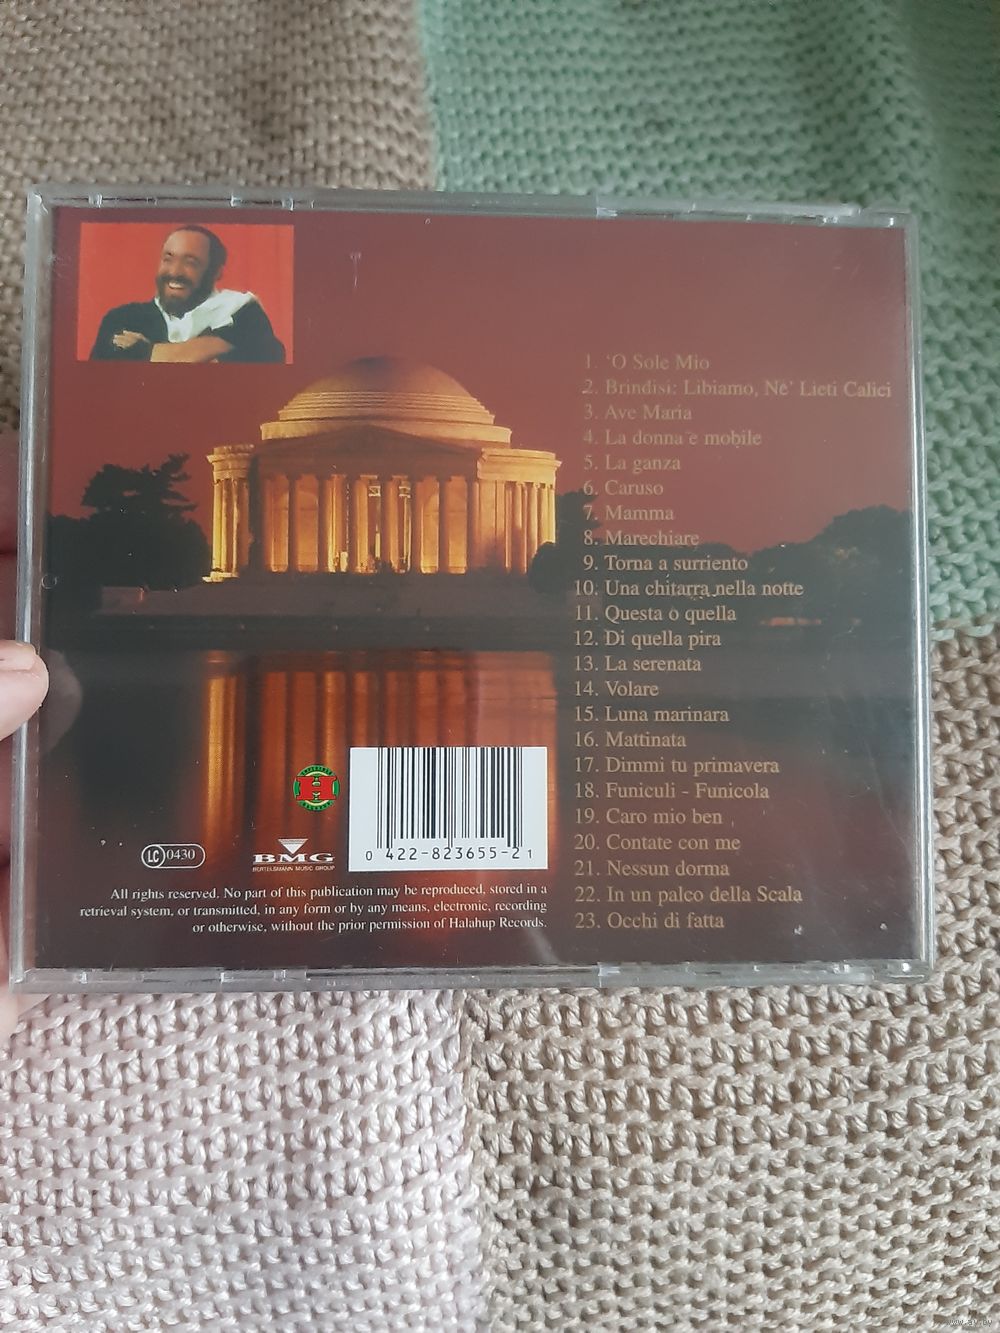 1. ‘O Sole Mio
2. Brindisi: Libiamo, Ne’ Lieti Calici
3. Ave Maria
4. La donna e mobile
5. La ganza
6. Caruso
7. Mamma
8. Marechiare
9. Torna a surriento
10. Una chitarra nella notte
11. Questa o quella
12. Di quella pira
13. La serenata
14. Volare
15. Luna marinara
16. Mattinata
17. Dimmi tu primavera
18. Funiculi - Funicola
19. Caro mio ben
20. Contate con me
21. Nessun dorma
22. In un palco della Scala
23. Occhi di fatta
H
LC 0430
BMG
BERTELSMANN MUSIC GROUP
0 422-823655-2 1
All rights reserved. No part of this publication may be reproduced, stored in a
retrieval system, or transmitted, in any form or by any means, electronic, recording
or otherwise, without the prior permission of Halahup Records.